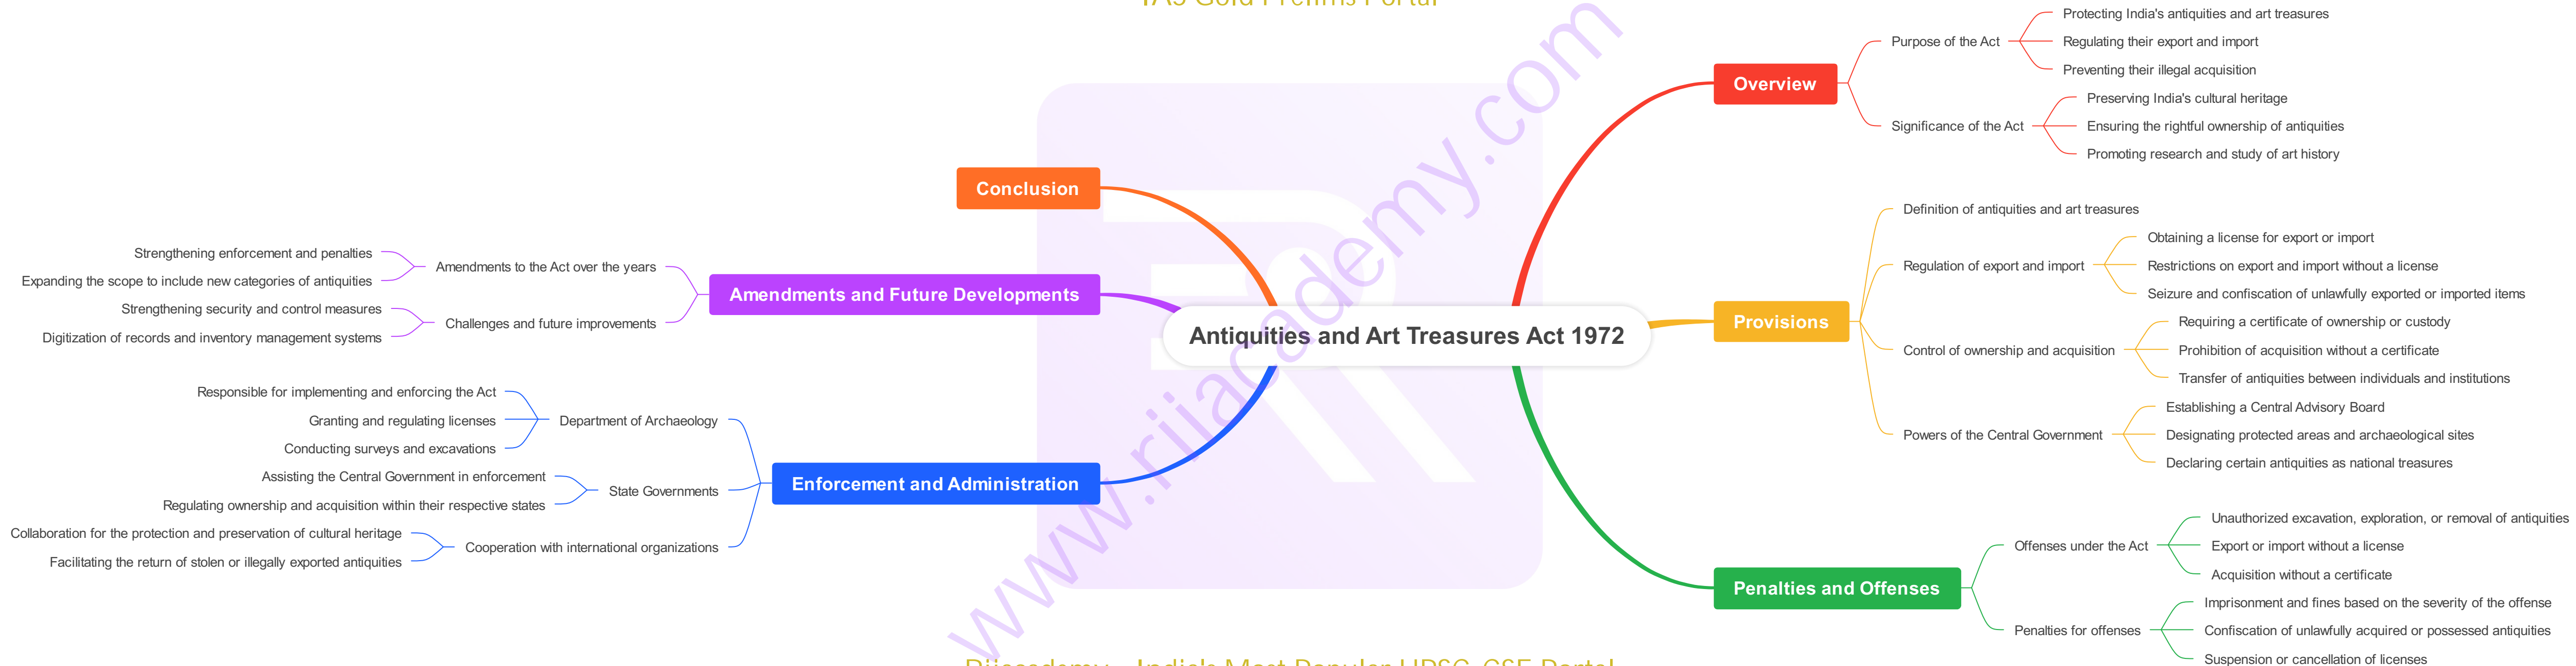 IAS Gold Prelims Portal
Antiquities and Art Treasures Act 1972
Overview
Purpose of the Act
Protecting India's antiquities and art treasures
Regulating their export and import
Preventing their illegal acquisition
Significance of the Act
Preserving India's cultural heritage
Ensuring the rightful ownership of antiquities
Promoting research and study of art history
Provisions
Definition of antiquities and art treasures
Regulation of export and import
Obtaining a license for export or import
Restrictions on export and import without a license
Seizure and confiscation of unlawfully exported or imported items
Control of ownership and acquisition
Requiring a certificate of ownership or custody
Prohibition of acquisition without a certificate
Transfer of antiquities between individuals and institutions
Powers of the Central Government
Establishing a Central Advisory Board
Designating protected areas and archaeological sites
Declaring certain antiquities as national treasures
Penalties and Offenses
Offenses under the Act
Unauthorized excavation, exploration, or removal of antiquities
Export or import without a license
Acquisition without a certificate
Penalties for offenses
Imprisonment and fines based on the severity of the offense
Confiscation of unlawfully acquired or possessed antiquities
Suspension or cancellation of licenses
Enforcement and Administration
Department of Archaeology
Responsible for implementing and enforcing the Act
Granting and regulating licenses
Conducting surveys and excavations
State Governments
Assisting the Central Government in enforcement
Regulating ownership and acquisition within their respective states
Cooperation with international organizations
Collaboration for the protection and preservation of cultural heritage
Facilitating the return of stolen or illegally exported antiquities
Amendments and Future Developments
Amendments to the Act over the years
Strengthening enforcement and penalties
Expanding the scope to include new categories of antiquities
Challenges and future improvements
Strengthening security and control measures
Digitization of records and inventory management systems
Conclusion
www.rijiacademy.com
India's Most Popular UPSC-CSE Portal